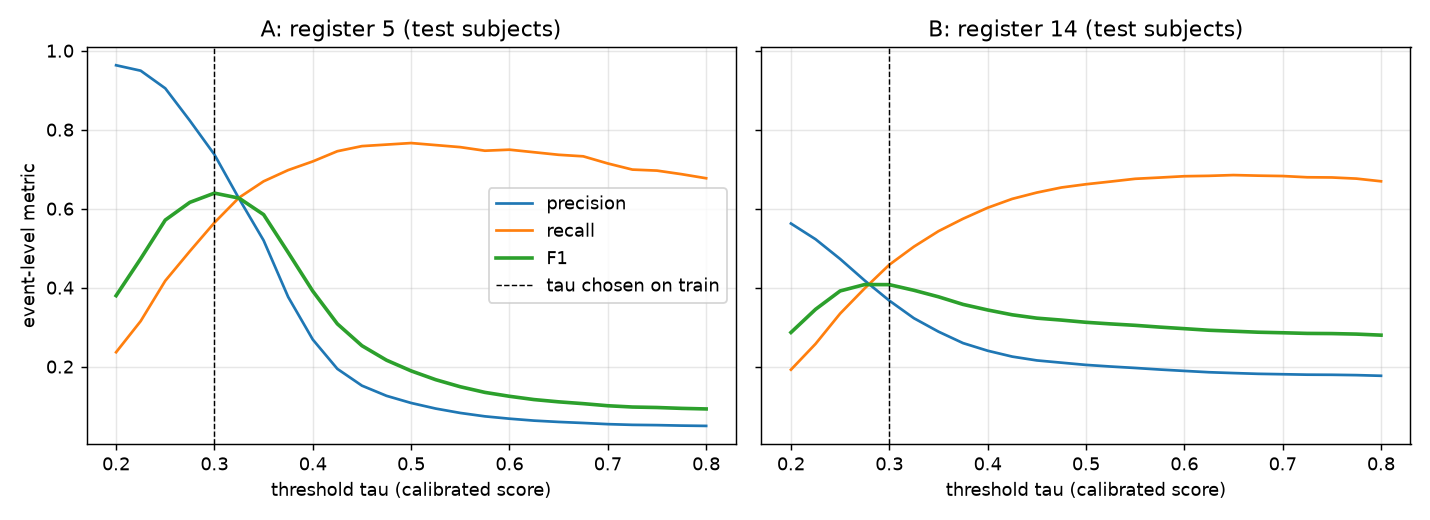 A: register 5 (test subjects)
B: register 14 (test subjects)
event-level metric
1.0
0.8
0.6
0.4
0.2
precision
recall
F1
tau chosen on train
0.2 0.3 0.4 0.5 0.6 0.7 0.8
0.2 0.3 0.4 0.5 0.6 0.7 0.8
threshold tau (calibrated score)
threshold tau (calibrated score)